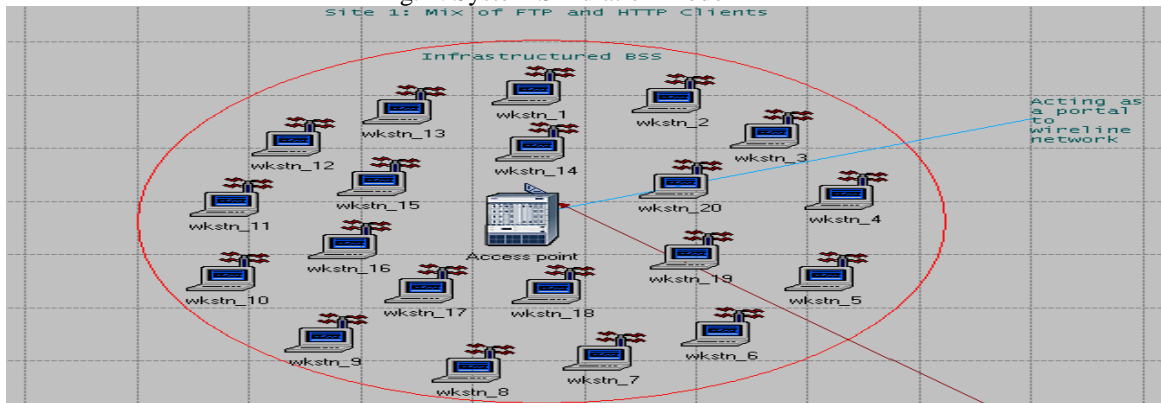 Site 1: Mix of FTP and HTTP Clients
Infrastructured BSS
Acting as
a portal
to
wireline
network
wkstn_1
wkstn_2
wkstn_13
wkstn_3
wkstn_12
wkstn_14
wkstn_15
wkstn_20
wkstn_4
wkstn_11
Access point
wkstn_16
wkstn_19
wkstn_10
wkstn_5
wkstn_17
wkstn_18
wkstn_9
wkstn_6
wkstn_7
wkstn_8